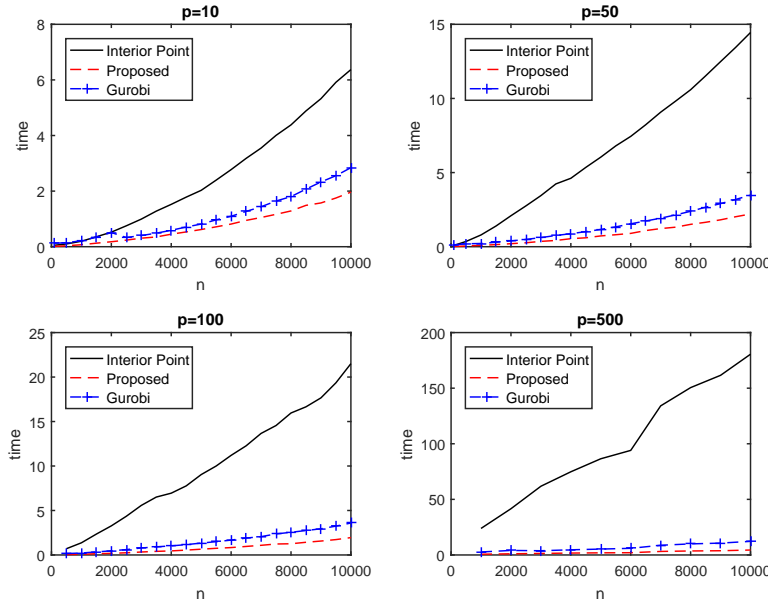 p=10
8
6
4
2
0
time
Interior Point
Proposed
Gurobi
0 2000 4000 6000 8000 10000
n
p=50
15
10
5
0
time
Interior Point
Proposed
Gurobi
0 2000 4000 6000 8000 10000
n
p=100
25
20
15
10
5
0
time
Interior Point
Proposed
Gurobi
0 2000 4000 6000 8000 10000
n
p=500
200
150
100
50
0
time
Interior Point
Proposed
Gurobi
0 2000 4000 6000 8000 10000
n